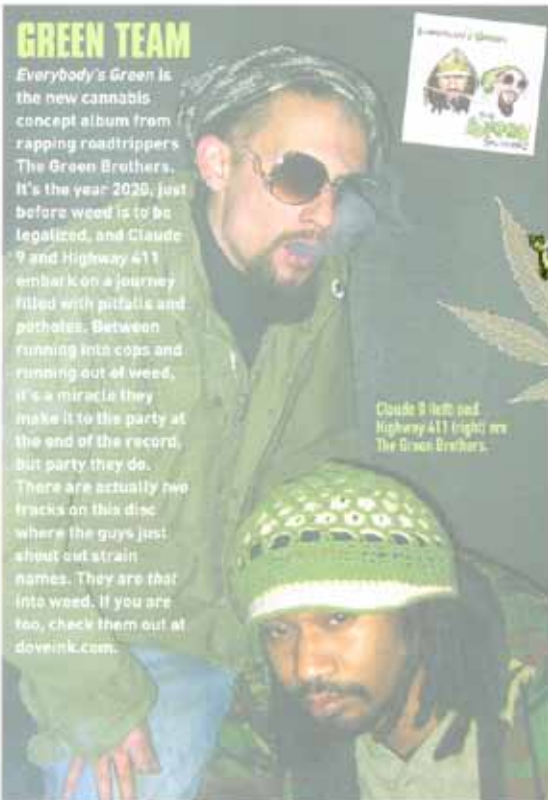 GREEN TEAM
Everybody's Green is
the new cannabis
concept album from
rapping roadtrippers
The Green Brothers.
It's the year 2020, just
before weed is to be
legalized, and Claude
9 and Highway 411
embark on a journey
filled with pitfalls and
potholes. Between
running into cops and
running out of weed,
it's a miracle they
make it to the party at
the end of the record,
but party they do.
There are actually two
tracks on this disc
where the guys just
shout out strain
names. They are that
into weed. If you are
too, check them out at
doveink.com.
Claude 9 (left) and
Highway 411 (right) are
The Green Brothers.